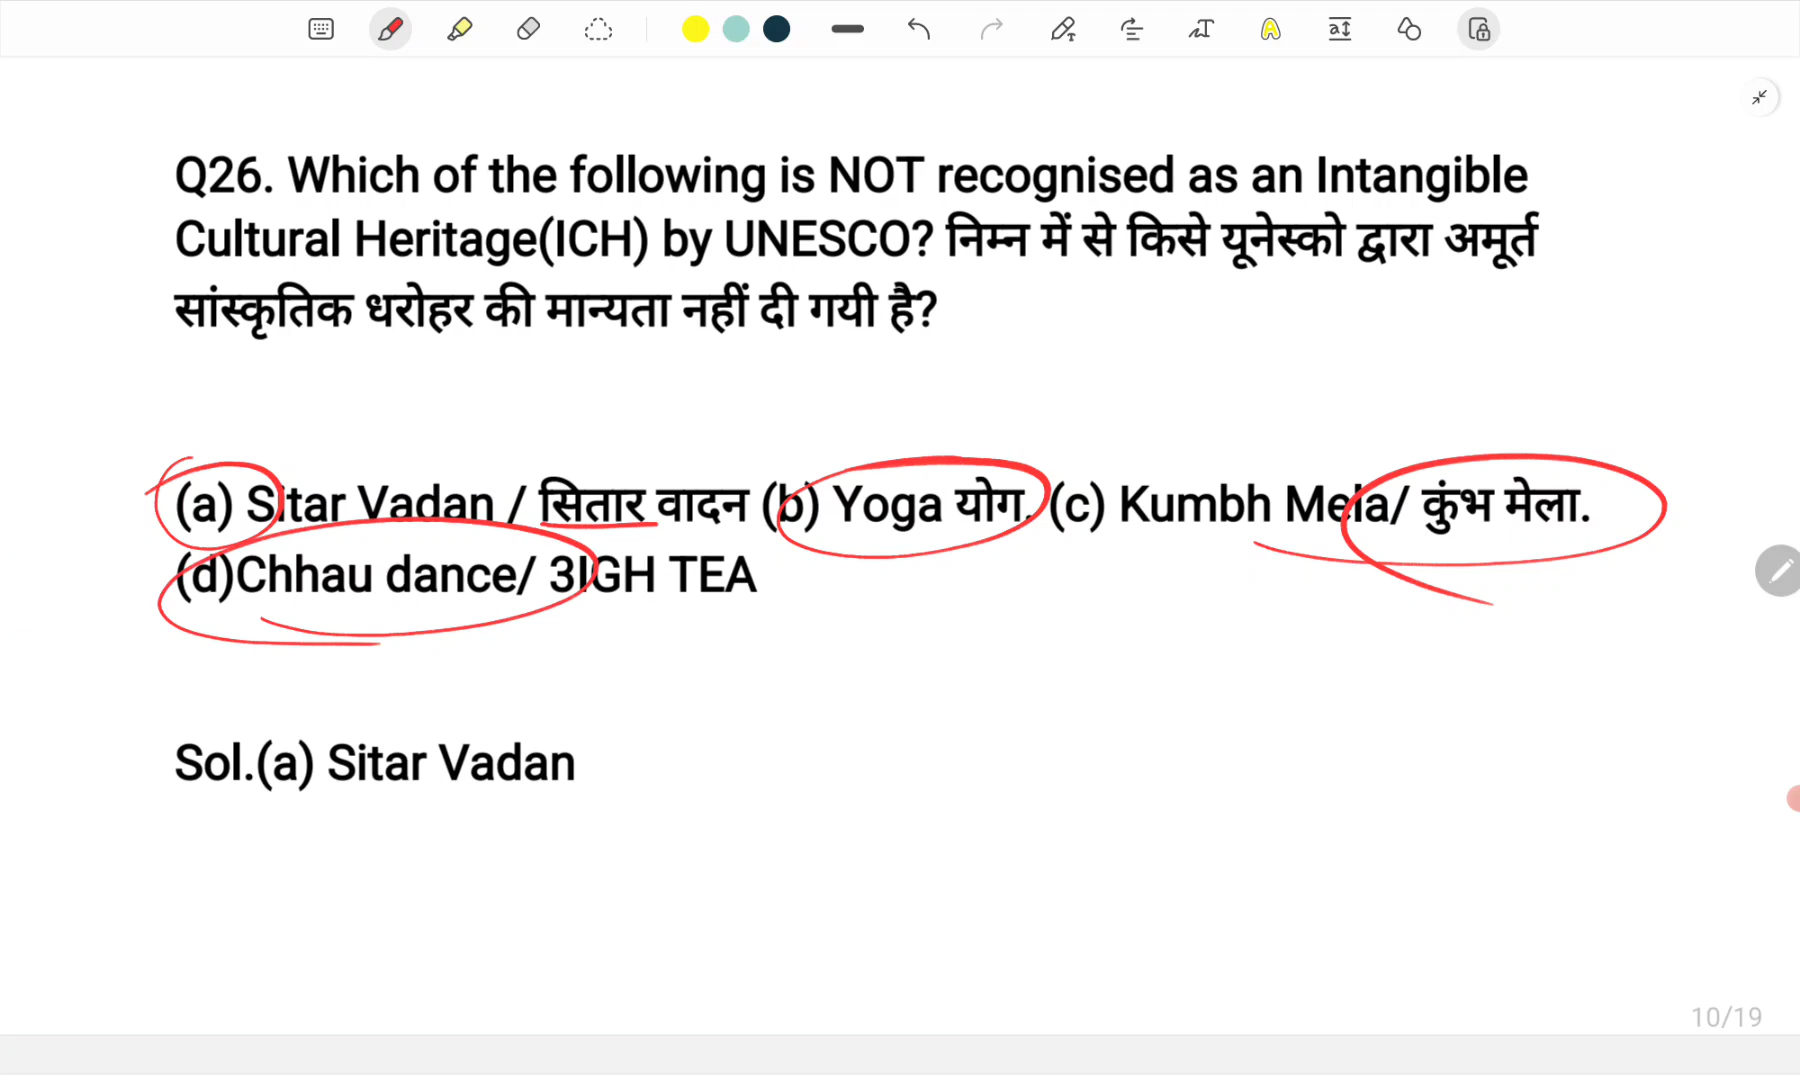 Q26. Which of the following is NOT recognised as an Intangible
Cultural Heritage(ICH) by UNESCO? निम्न में से किसे यूनेस्को द्वारा अमूर्त
सांस्कृतिक धरोहर की मान्यता नहीं दी गयी है?
(a) Sitar Vadan / सितार वादन (b) Yoga योग. (c) Kumbh Mela/ कुंभ मेला.
(d)Chhau dance/ 3IGH TEA
Sol.(a) Sitar Vadan
10/19